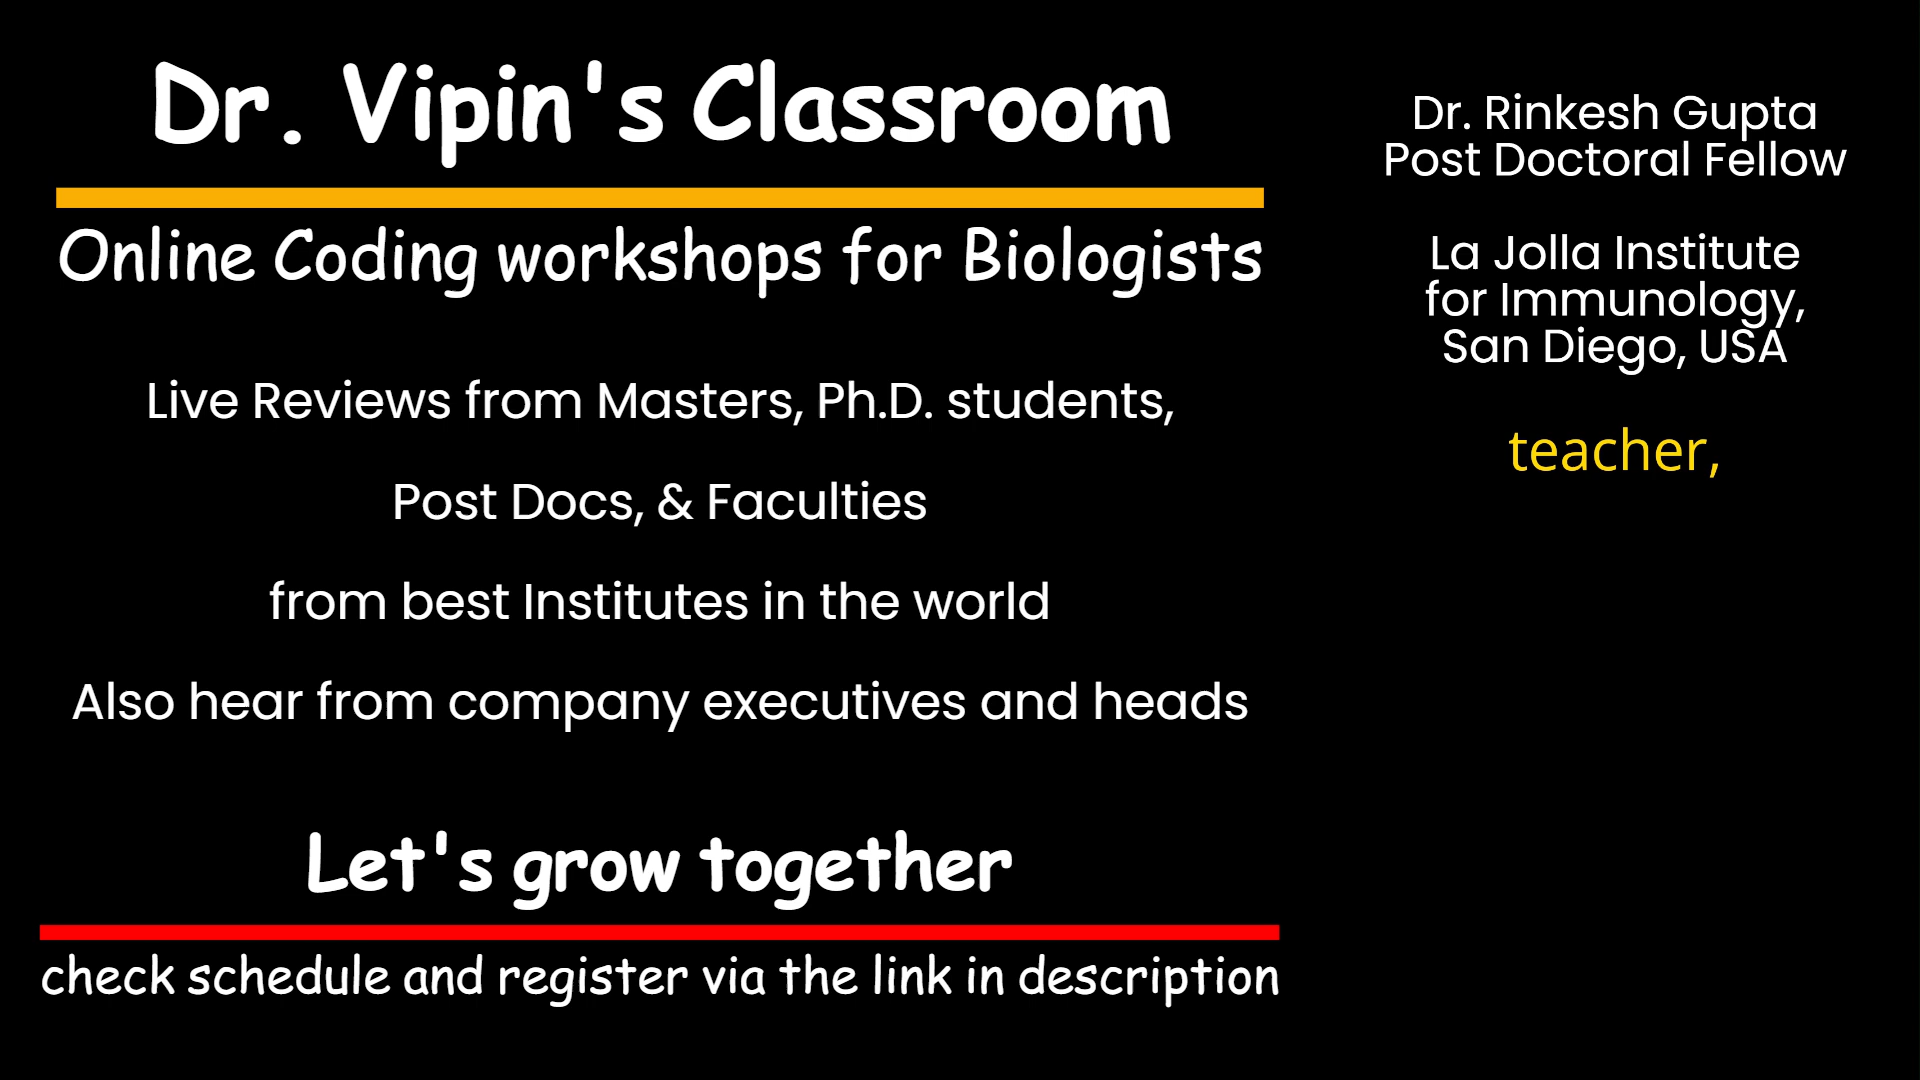 Dr. Vipin's Classroom
Online Coding workshops for Biologists
Live Reviews from Masters, Ph.D. students,
Post Docs, & Faculties
from best Institutes in the world
Also hear from company executives and heads
Let's grow together
check schedule and register via the link in description
Dr. Rinkesh Gupta
Post Doctoral Fellow
La Jolla Institute
for Immunology,
San Diego, USA
teacher,